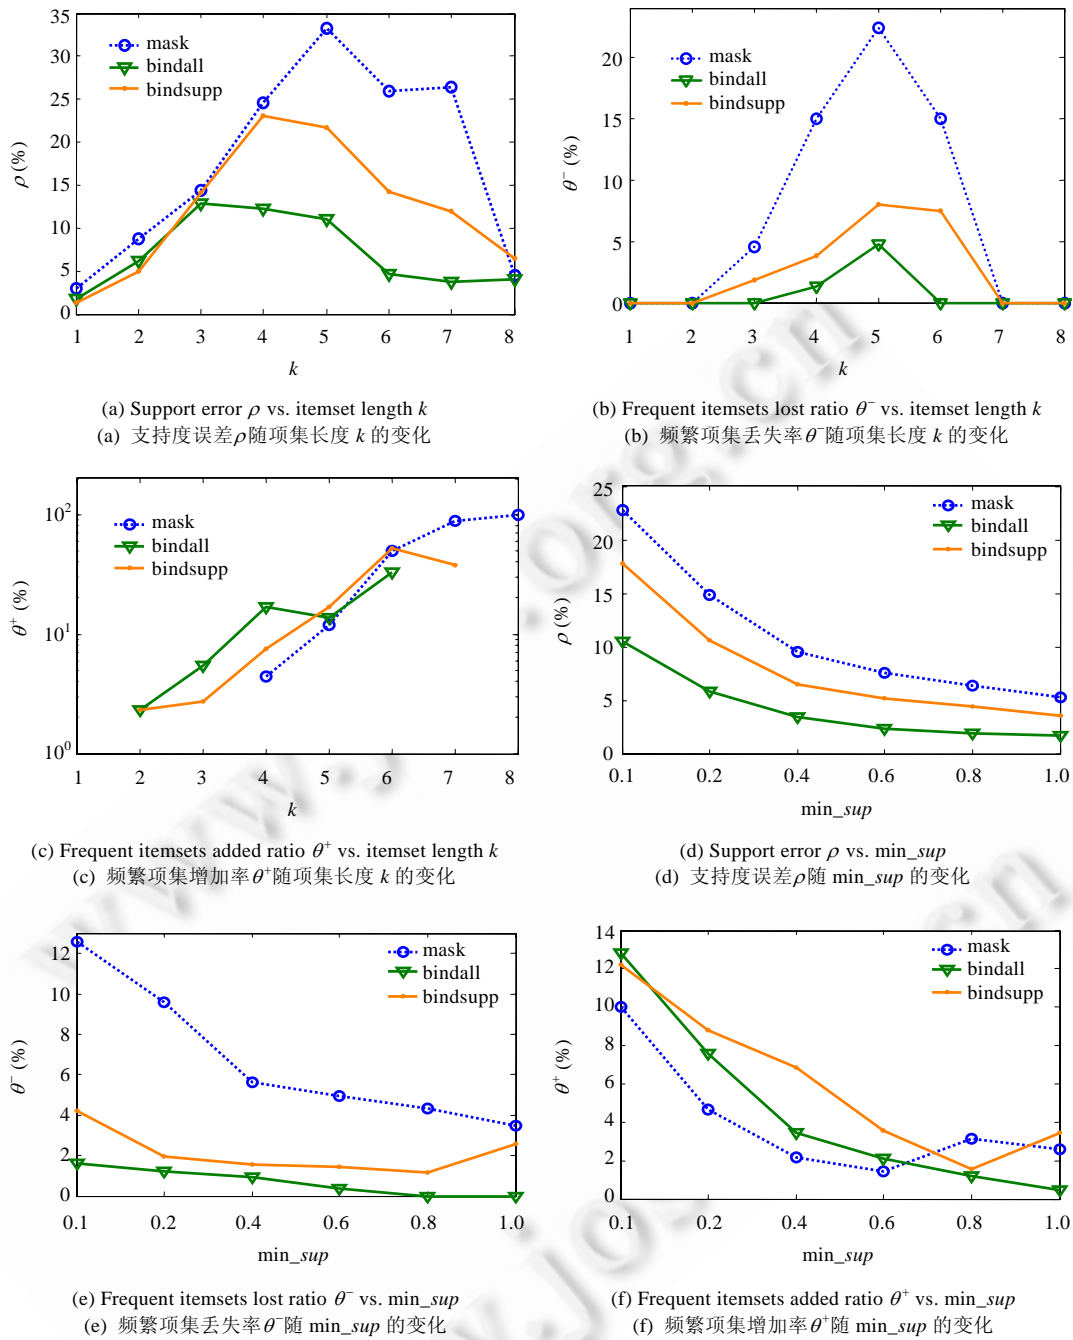 35
30
25
20
15
10
5
0
ρ (%)
mask
bindall
bindsupp
1 2 3 4 5 6 7 8
k
(a) Support error ρ vs. itemset length k
(a) 支持度误差ρ随项集长度 k 的变化
20
15
10
5
0
θ⁻ (%)
mask
bindall
bindsupp
1 2 3 4 5 6 7 8
k
(b) Frequent itemsets lost ratio θ⁻ vs. itemset length k
(b) 频繁项集丢失率θ⁻随项集长度 k 的变化
10²
10¹
10⁰
θ⁺ (%)
mask
bindall
bindsupp
1 2 3 4 5 6 7 8
k
(c) Frequent itemsets added ratio θ⁺ vs. itemset length k
(c) 频繁项集增加率θ⁺随项集长度 k 的变化
25
20
15
10
5
0
ρ (%)
mask
bindall
bindsupp
0.1 0.2 0.4 0.6 0.8 1.0
min_sup
(d) Support error ρ vs. min_sup
(d) 支持度误差ρ随 min_sup 的变化
12
10
8
6
4
2
0
θ⁻ (%)
mask
bindall
bindsupp
0.1 0.2 0.4 0.6 0.8 1.0
min_sup
(e) Frequent itemsets lost ratio θ⁻ vs. min_sup
(e) 频繁项集丢失率θ⁻随 min_sup 的变化
14
12
10
8
6
4
2
0
θ⁺ (%)
mask
bindall
bindsupp
0.1 0.2 0.4 0.6 0.8 1.0
min_sup
(f) Frequent itemsets added ratio θ⁺ vs. min_sup
(f) 频繁项集增加率θ⁺随 min_sup 的变化